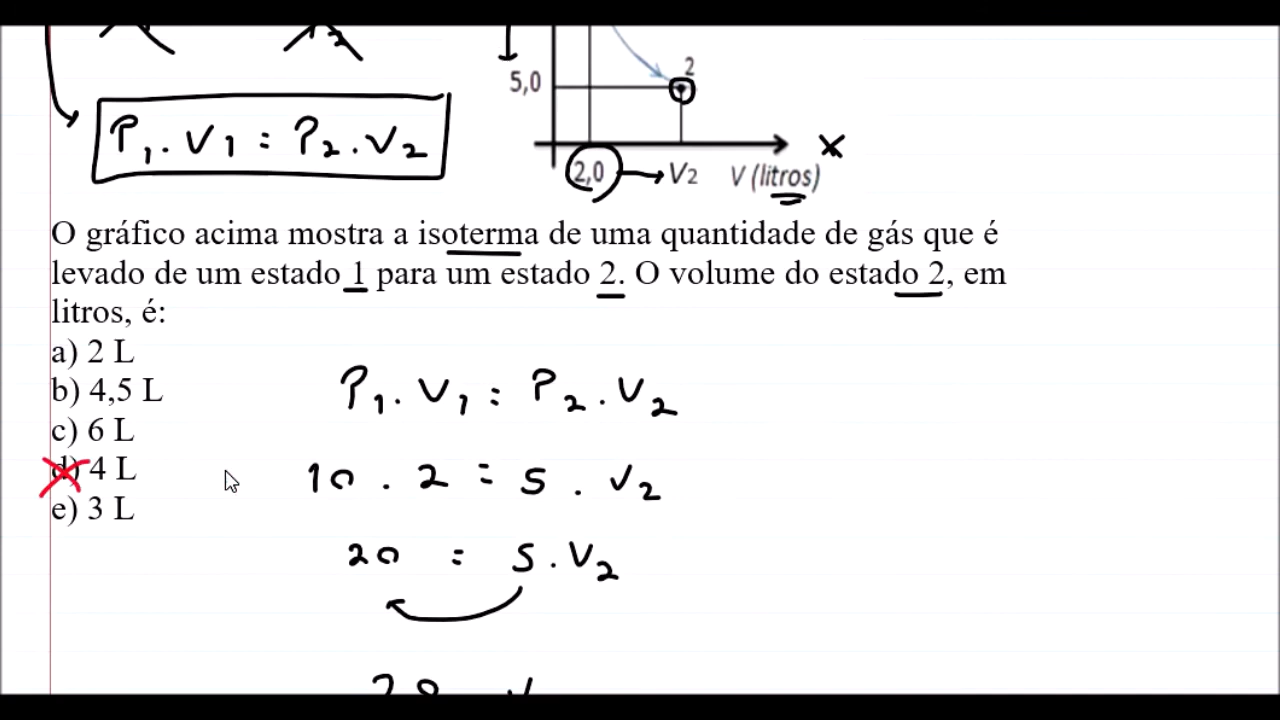 2
5,0
P₁. V₁ = P₂. V₂
2,0 → V2 V (litros) x
O gráfico acima mostra a isoterma de uma quantidade de gás que é
levado de um estado 1 para um estado 2. O volume do estado 2, em
litros, é:
a) 2 L
b) 4,5 L
c) 6 L
d) 4 L
e) 3 L
P₁. V₁ = P₂. V₂
10 . 2 = 5 . V₂
20 = 5 . V₂